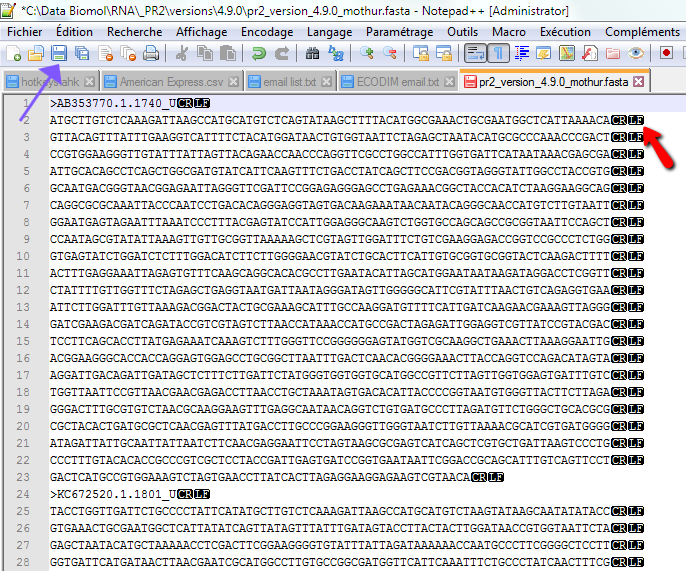 *C:\Data Biomol\RNA\_PR2\versions\4.9.0\pr2_version_4.9.0_mothur.fasta - Notepad++ [Administrator]
Fichier Édition Recherche Affichage Encodage Langage Paramétrage Outils Macro Exécution Compléments
hotkeys.ahk American Express.csv email list.txt ECODIM email.txt pr2_version_4.9.0_mothur.fasta
1 >AB353770.1.1740_UCRLF
2 ATGCTTGTCTCAAAGATTAAGCCATGCATGTCTCAGTATAAGCTTTTACATGGCGAAACTGCGAATGGCTCATTAAAACACRLF
3 GTTACAGTTTATTTGAAGGTCATTTTCTACATGGATAACTGTGGTAATTCTAGAGCTAATACATGCGCCCAAACCCGACTCRLF
4 CCGTGGAAGGGTTGTATTTATTAGTTACAGAACCAACCCAGGTTCGCCTGGCCATTTGGTGATTCATAATAAACGAGCGACRLF
5 ATTGCACAGCCTCAGCTGGCGATGTATCATTCAAGTTTCTGACCTATCAGCTTCCGACGGTAGGGTATTGGCCTACCGTGCRLF
6 GCAATGACGGGTAACGGAGAATTAGGGTTCGATTCCGGAGAGGGAGCCTGAGAAACGGCTACCACATCTAAGGAAGGCAGCRLF
7 CAGGCGCGCAAATTACCCAATCCTGACACAGGGAGGTAGTGACAAGAAATAACAATACAGGGCAACCATGTCTTGTAATTCRLF
8 GGAATGAGTAGAATTTAAATCCCTTTACGAGTATCCATTGGAGGGCAAGTCTGGTGCCAGCAGCCGCGGTAATTCCAGCTCRLF
9 CCAATAGCGTATATTAAAGTTGTTGCGGTTAAAAAGCTCGTAGTTGGATTTCTGTCGAAGGAGACCGGTCCGCCCTCTGGCRLF
10 GTGAGTATCTGGATCTCTTTGGACATCTTCTTGGGGAACGTATCTGCACTTCATTGTGCGGTGCGGTACTCAAGACTTTTCRLF
11 ACTTTGAGGAAATTAGAGTGTTTCAAGCAGGCACACGCCTTGAATACATTAGCATGGAATAATAAGATAGGACCTCGGTTCRLF
12 CTATTTTGTTGGTTTCTAGAGCTGAGGTAATGATTAATAGGGATAGTTGGGGGCATTCGTATTTAACTGTCAGAGGTGAACRLF
13 ATTCTTGGATTTGTTAAAGACGGACTACTGCGAAAGCATTTGCCAAGGATGTTTTCATTGATCAAGAACGAAAGTTAGGGCRLF
14 GATCGAAGACGATCAGATACCGTCGTAGTCTTAACCATAAACCATGCCGACTAGAGATTGGAGGTCGTTATCCGTACGACCRLF
15 TCCTTCAGCACCTTATGAGAAATCAAAGTCTTTGGGTTCCGGGGGGAGTATGGTCGCAAGGCTGAAACTTAAAGGAATTGCRLF
16 ACGGAAGGGCACCACCAGGAGTGGAGCCTGCGGCTTAATTTGACTCAACACGGGGAAACTTACCAGGTCCAGACATAGTACRLF
17 AGGATTGACAGATTGATAGCTCTTTCTTGATTCTATGGGTGGTGGTGCATGGCCGTTCTTAGTTGGTGGAGTGATTTGTCCRLF
18 TGGTTAATTCCGTTAACGAACGAGACCTTAACCTGCTAAATAGTGACACATTACCCCGGTAATGTGGGTTACTTCTTAGACRLF
19 GGGACTTTGCGTGTCTAACGCAAGGAAGTTTGAGGCAATAACAGGTCTGTGATGCCCTTAGATGTTCTGGGCTGCACGCGCRLF
20 CGCTACACTGATGCGCTCAACGAGTTTATGACCTTGCCCGGAAGGGTTGGGTAATCTTGTTAAAACGCATCGTGATGGGGCRLF
21 ATAGATTATTGCAATTATTAATCTTCAACGAGGAATTCCTAGTAAGCGCGAGTCATCAGCTCGTGCTGATTAAGTCCCTGCRLF
22 CCCTTTGTACACACCGCCCGTCGCTCCTACCGATTGAGTGATCCGGTGAATAATTCGGACCGCAGCATTTGTCAGTTCCTCRLF
23 GACTCATGCCGTGGAAAGTCTAGTGAACCTTATCACTTAGAGGAAGGAGAAGTCGTAACACRLF
24 >KC672520.1.1801_UCRLF
25 TACCTGGTTGATTCTGCCCCTATTCATATGCTTGTCTCAAAGATTAAGCCATGCATGTCTAAGTATAAGCAATATATACCCRLF
26 GTGAAACTGCGAATGGCTCATTATATCAGTTATAGTTTATTTGATAGTACCTTACTACTTGGATAACCGTGGTAATTCTACRLF
27 GAGCTAATACATGCTAAAAACCTCGACTTCGGAAGGGGTGTATTTATTAGATAAAAAACCAATGCCCTTCGGGGCTCCTTCRLF
28 GGTGATTCATGATAACTTAACGAATCGCATGGCCTTGTGCCGGCGATGGTTCATTCAAATTTCTGCCCTATCAACTTTCGCRLF